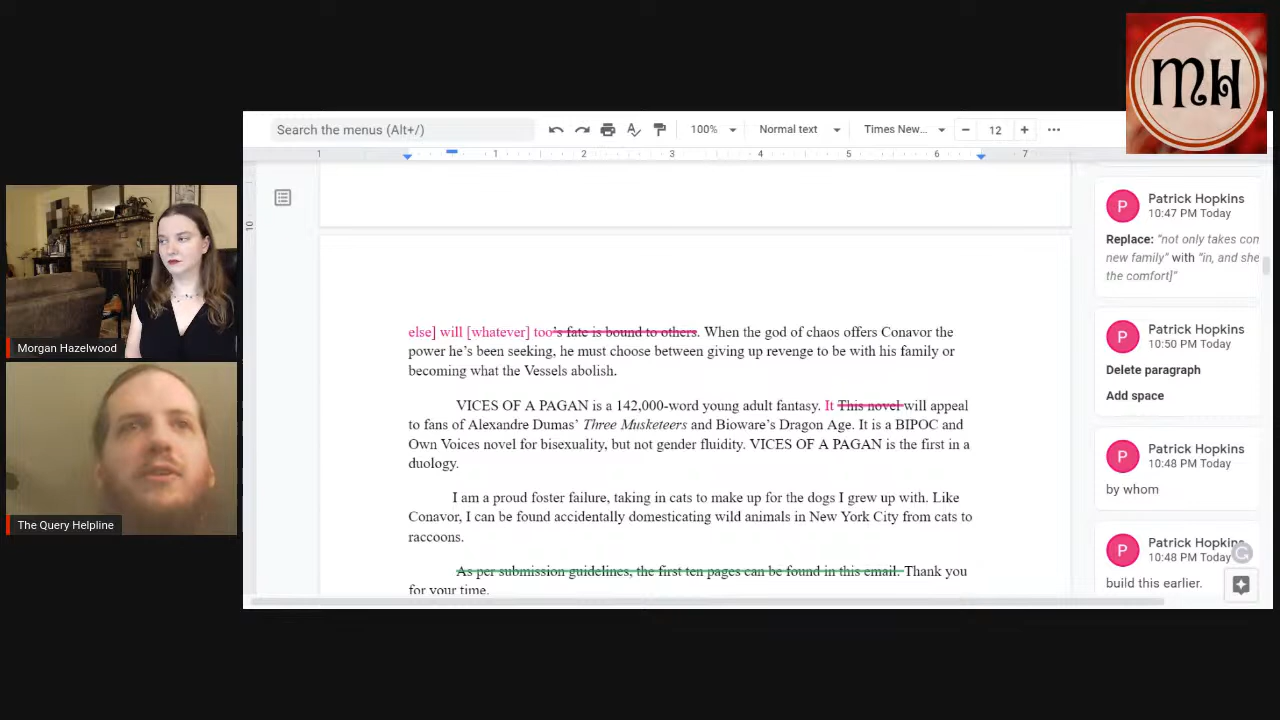 MH
Search the menus (Alt+/)
100%
Normal text
Times New...
12
1 1 2 3 4 5 6 7
10
else] will [whatever] too's fate is bound to others. When the god of chaos offers Conavor the
power he's been seeking, he must choose between giving up revenge to be with his family or
becoming what the Vessels abolish.
VICES OF A PAGAN is a 142,000-word young adult fantasy. It This novel will appeal
to fans of Alexandre Dumas' Three Musketeers and Bioware's Dragon Age. It is a BIPOC and
Own Voices novel for bisexuality, but not gender fluidity. VICES OF A PAGAN is the first in a
duology.
I am a proud foster failure, taking in cats to make up for the dogs I grew up with. Like
Conavor, I can be found accidentally domesticating wild animals in New York City from cats to
raccoons.
As per submission guidelines, the first ten pages can be found in this email. Thank you
for your time.
P
Patrick Hopkins
10:47 PM Today
Replace: "not only takes con
new family" with "in, and she
the comfort]"
P
Patrick Hopkins
10:50 PM Today
Delete paragraph
Add space
P
Patrick Hopkins
10:48 PM Today
by whom
P
Patrick Hopkins
10:48 PM Today
build this earlier.
Morgan Hazelwood
The Query Helpline